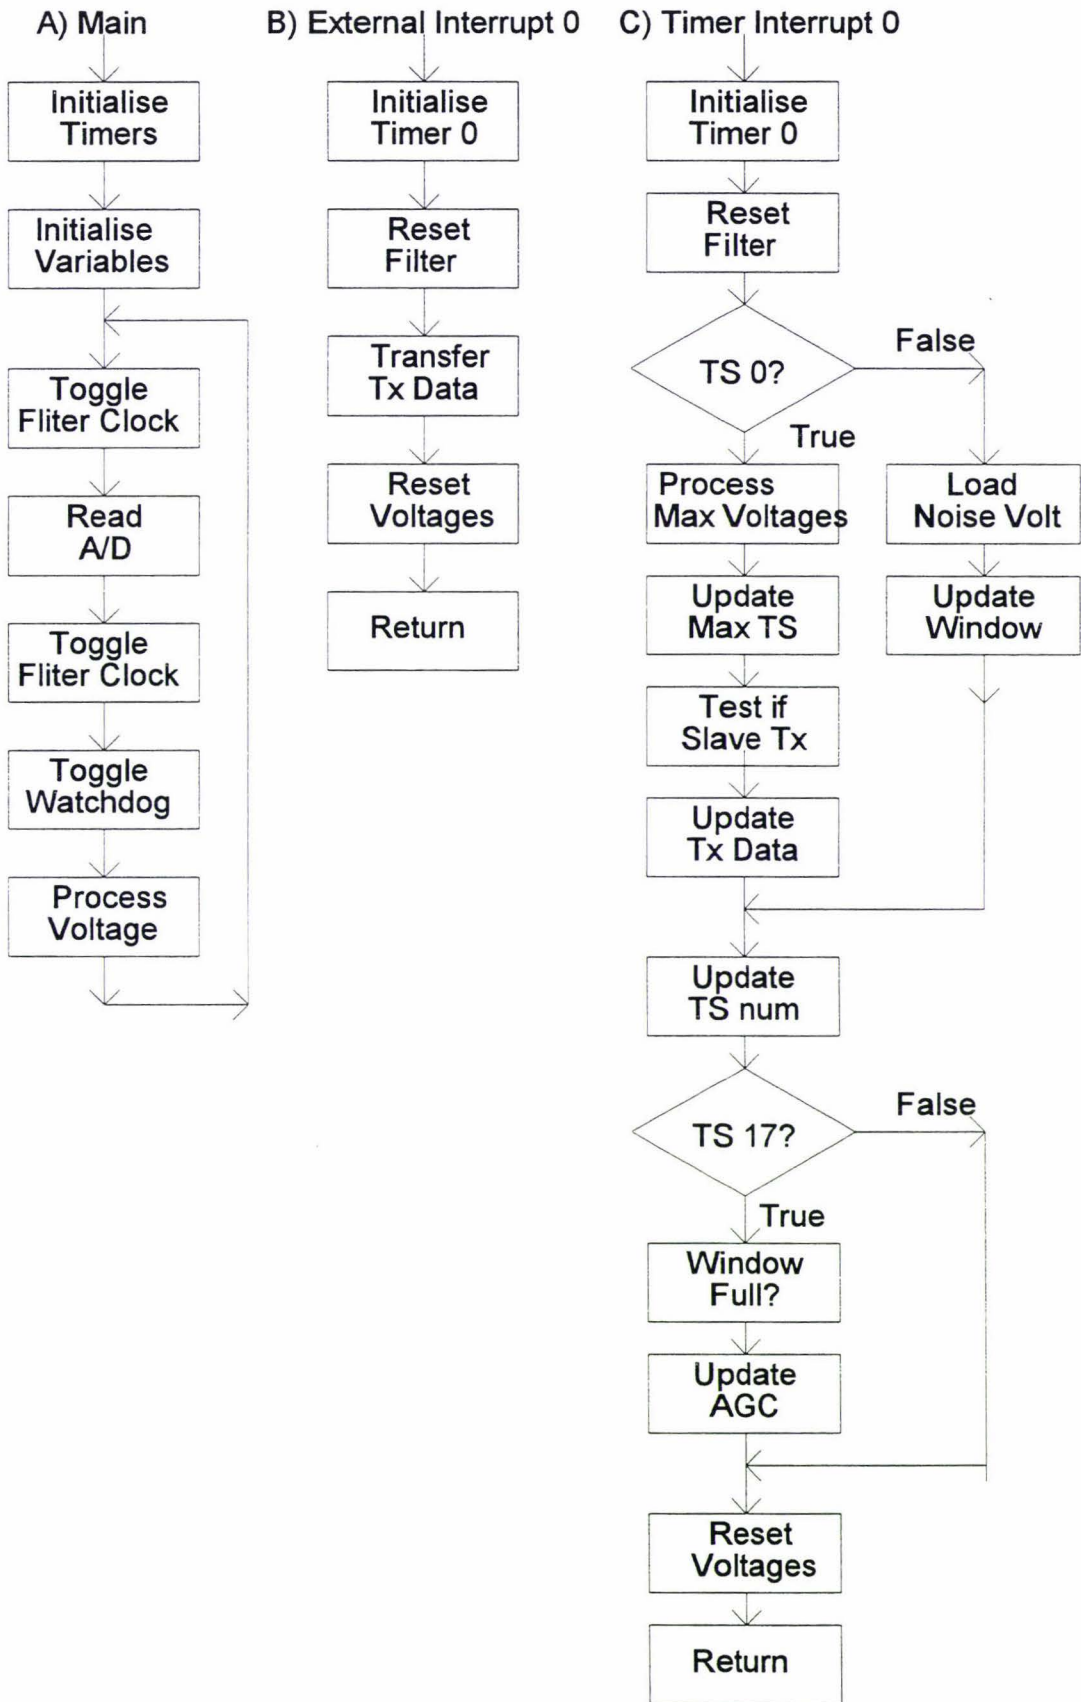 A) Main
Initialise
Timers
Initialise
Variables
Toggle
Fliter Clock
Read
A/D
Toggle
Fliter Clock
Toggle
Watchdog
Process
Voltage
B) External Interrupt 0
Initialise
Timer 0
Reset
Filter
Transfer
Tx Data
Reset
Voltages
Return
C) Timer Interrupt 0
Initialise
Timer 0
Reset
Filter
TS 0?
False
True
Process
Max Voltages
Load
Noise Volt
Update
Max TS
Update
Window
Test if
Slave Tx
Update
Tx Data
Update
TS num
TS 17?
False
True
Window
Full?
Update
AGC
Reset
Voltages
Return